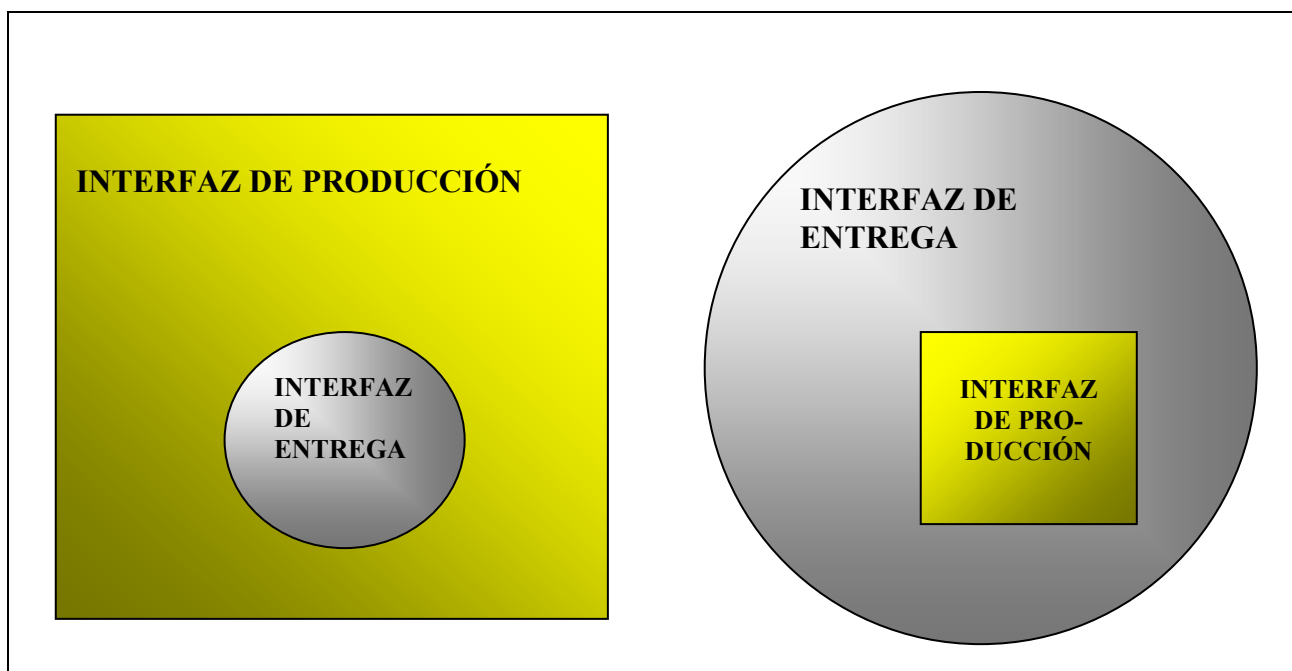 INTERFAZ DE PRODUCCIÓN
INTERFAZ
DE
ENTREGA
INTERFAZ DE
ENTREGA
INTERFAZ
DE PRO-
DUCCIÓN